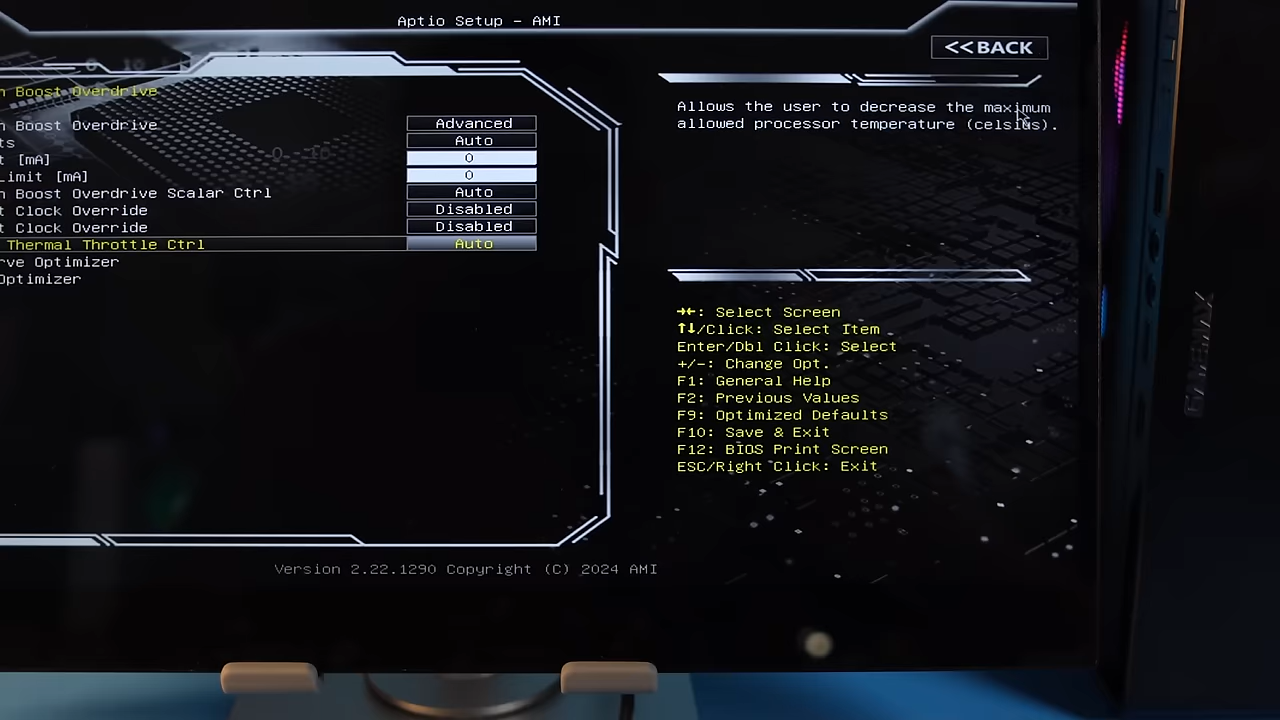 Aptio Setup - AMI
<<BACK
n Boost Overdrive
n Boost Overdrive Advanced
ts Auto
t [mA] 0
Limit [mA] 0
n Boost Overdrive Scalar Ctrl Auto
t Clock Override Disabled
t Clock Override Disabled
Thermal Throttle Ctrl Auto
rve Optimizer
Optimizer
Allows the user to decrease the maximum
allowed processor temperature (celsius).
→←: Select Screen
↑↓/Click: Select Item
Enter/Dbl Click: Select
+/-: Change Opt.
F1: General Help
F2: Previous Values
F9: Optimized Defaults
F10: Save & Exit
F12: BIOS Print Screen
ESC/Right Click: Exit
Version 2.22.1290 Copyright (C) 2024 AMI